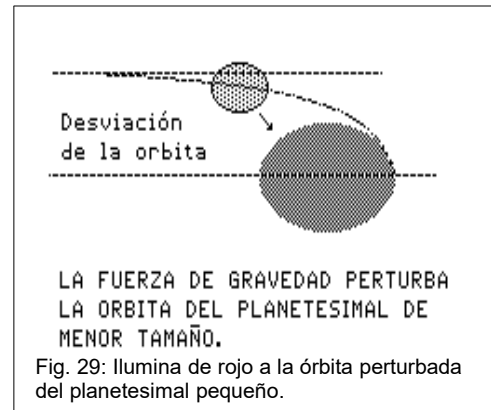 Desviación
de la orbita
LA FUERZA DE GRAVEDAD PERTURBA
LA ORBITA DEL PLANETESIMAL DE
MENOR TAMAÑO.
Fig. 29: Ilumina de rojo a la órbita perturbada
del planetesimal pequeño.